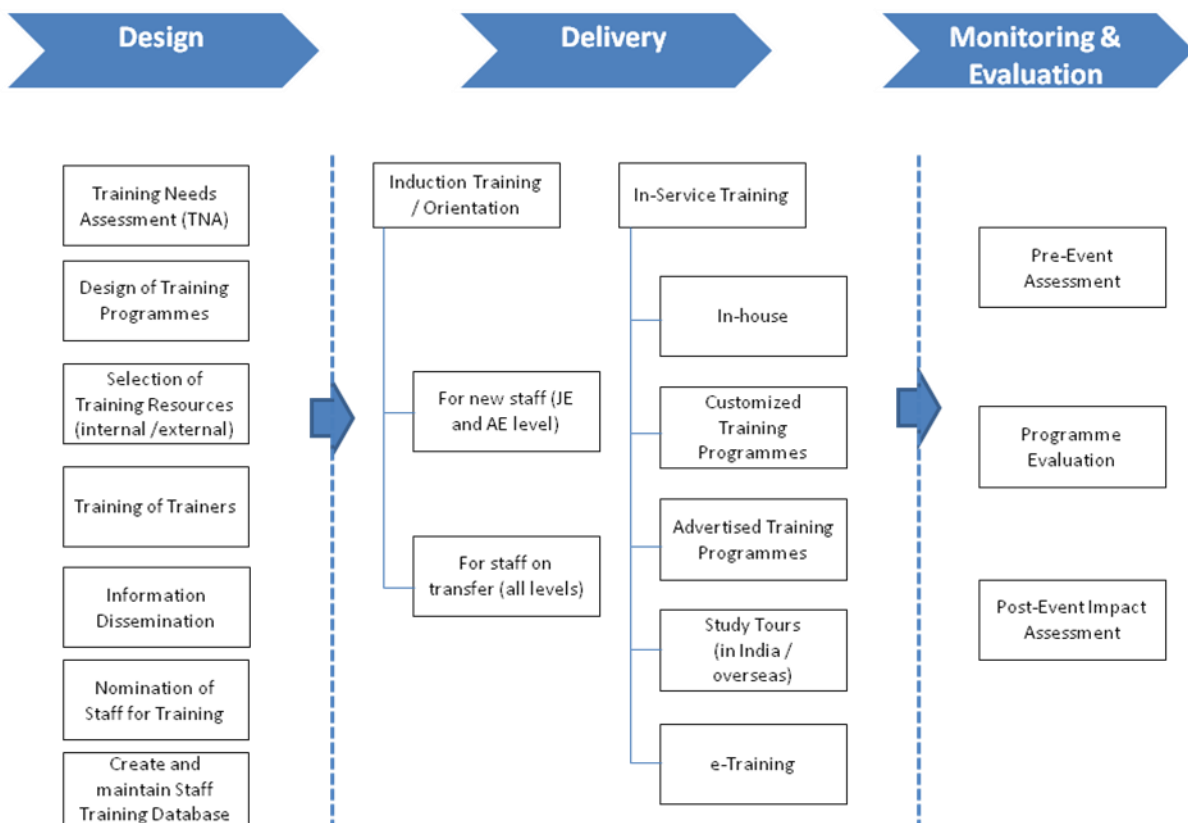 Design
Delivery
Monitoring &
Evaluation
Training Needs
Assessment (TNA)
Design of Training
Programmes
Selection of
Training Resources
(internal /external)
Training of Trainers
Information
Dissemination
Nomination of
Staff for Training
Create and
maintain Staff
Training Database
Induction Training
/ Orientation
For new staff (JE
and AE level)
For staff on
transfer (all levels)
In-Service Training
In-house
Customized
Training
Programmes
Advertised Training
Programmes
Study Tours
(in India /
overseas)
e-Training
Pre-Event
Assessment
Programme
Evaluation
Post-Event Impact
Assessment